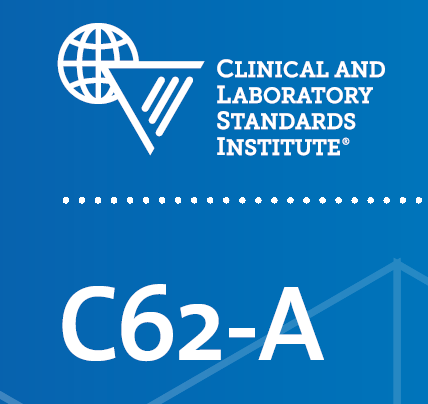 CLINICAL AND
LABORATORY
STANDARDS
INSTITUTE®
C62-A